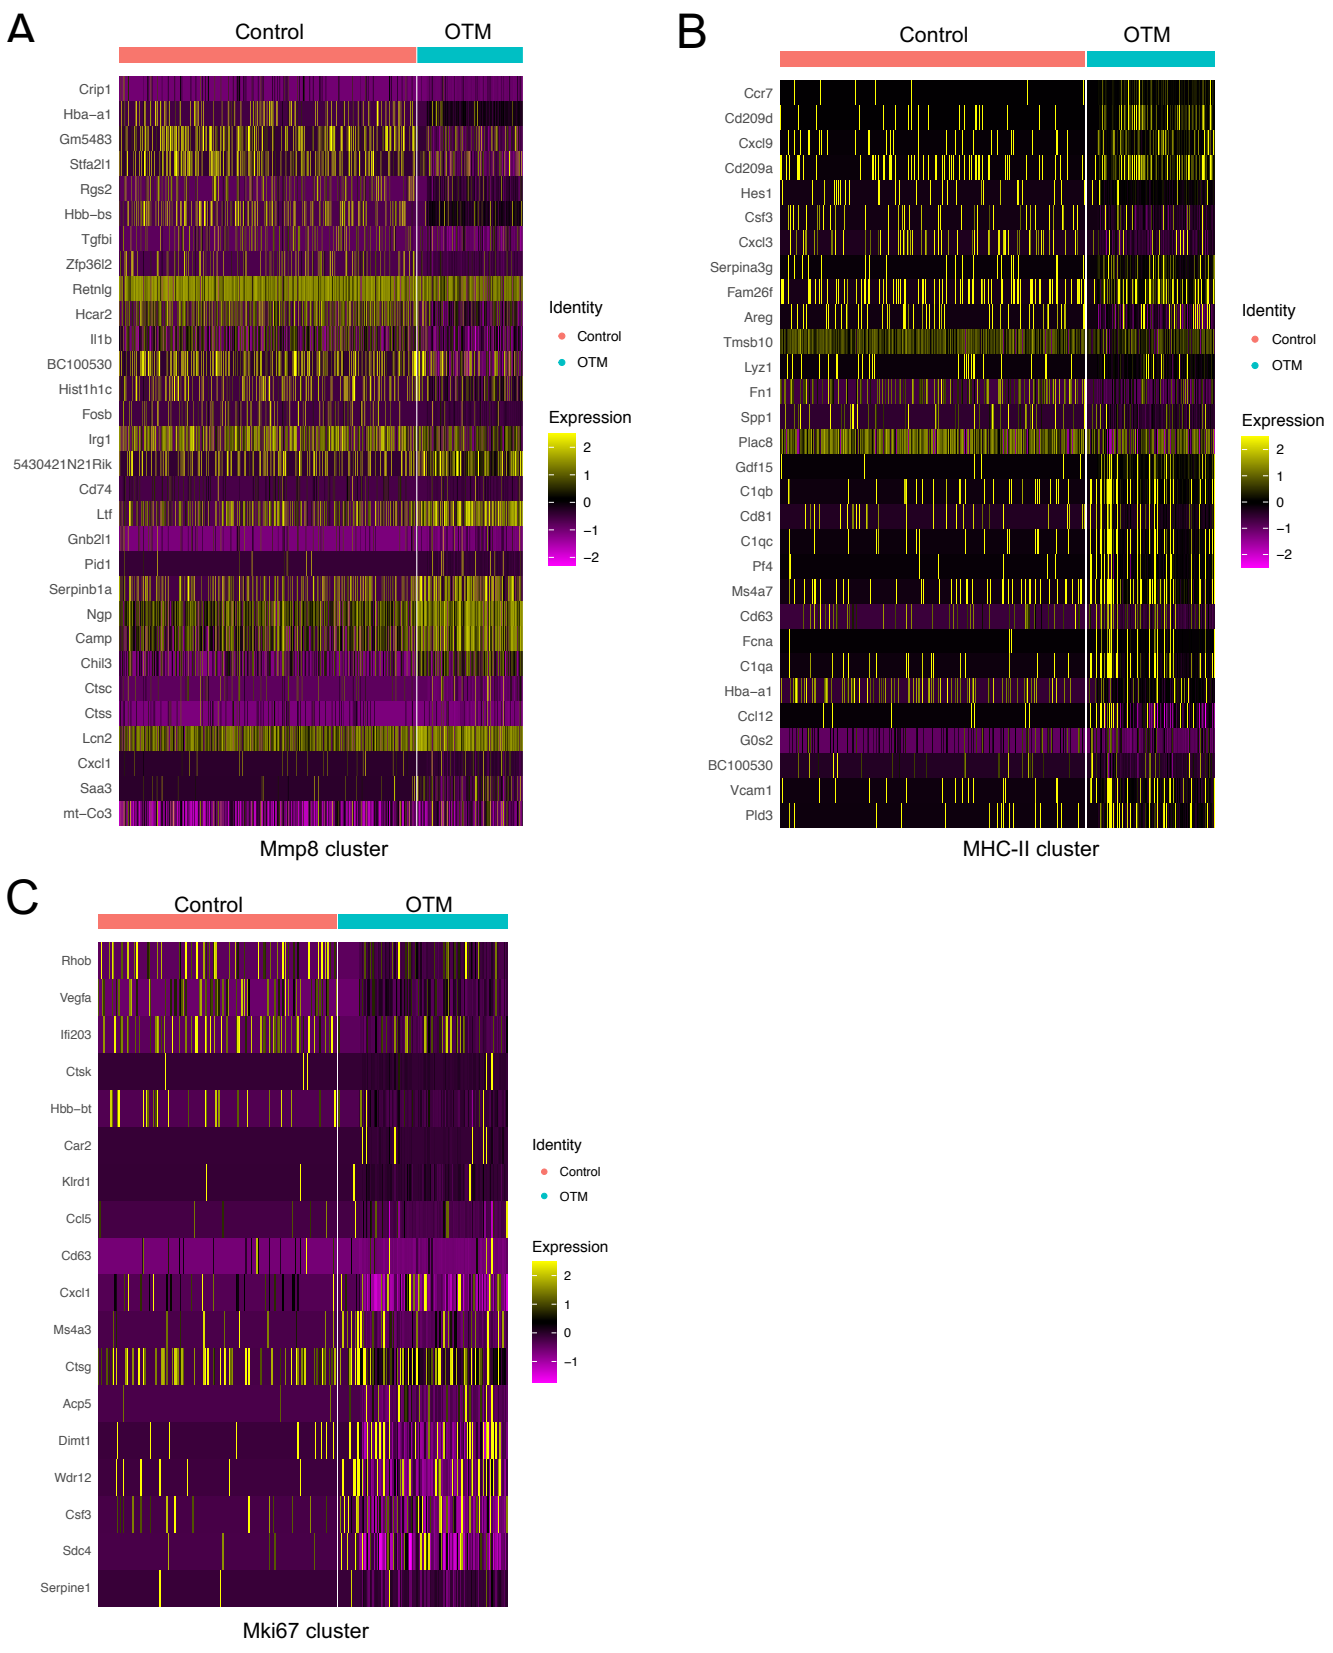 A
Control
OTM
Crip1
Hba−a1
Gm5483
Stfa2l1
Rgs2
Hbb−bs
Tgfbi
Zfp36l2
Retnlg
Hcar2
Il1b
BC100530
Hist1h1c
Fosb
Irg1
5430421N21Rik
Cd74
Ltf
Gnb2l1
Pid1
Serpinb1a
Ngp
Camp
Chil3
Ctsc
Ctss
Lcn2
Cxcl1
Saa3
mt−Co3
Identity
Control
OTM
Expression
2
1
0
−1
−2
Mmp8 cluster
B
Control
OTM
Ccr7
Cd209d
Cxcl9
Cd209a
Hes1
Csf3
Cxcl3
Serpina3g
Fam26f
Areg
Tmsb10
Lyz1
Fn1
Spp1
Plac8
Gdf15
C1qb
Cd81
C1qc
Pf4
Ms4a7
Cd63
Fcna
C1qa
Hba−a1
Ccl12
G0s2
BC100530
Vcam1
Pld3
Identity
Control
OTM
Expression
2
1
0
−1
−2
MHC-II cluster
C
Control
OTM
Rhob
Vegfa
Ifi203
Ctsk
Hbb−bt
Car2
Klrd1
Ccl5
Cd63
Cxcl1
Ms4a3
Ctsg
Acp5
Dimt1
Wdr12
Csf3
Sdc4
Serpine1
Identity
Control
OTM
Expression
2
1
0
−1
Mki67 cluster